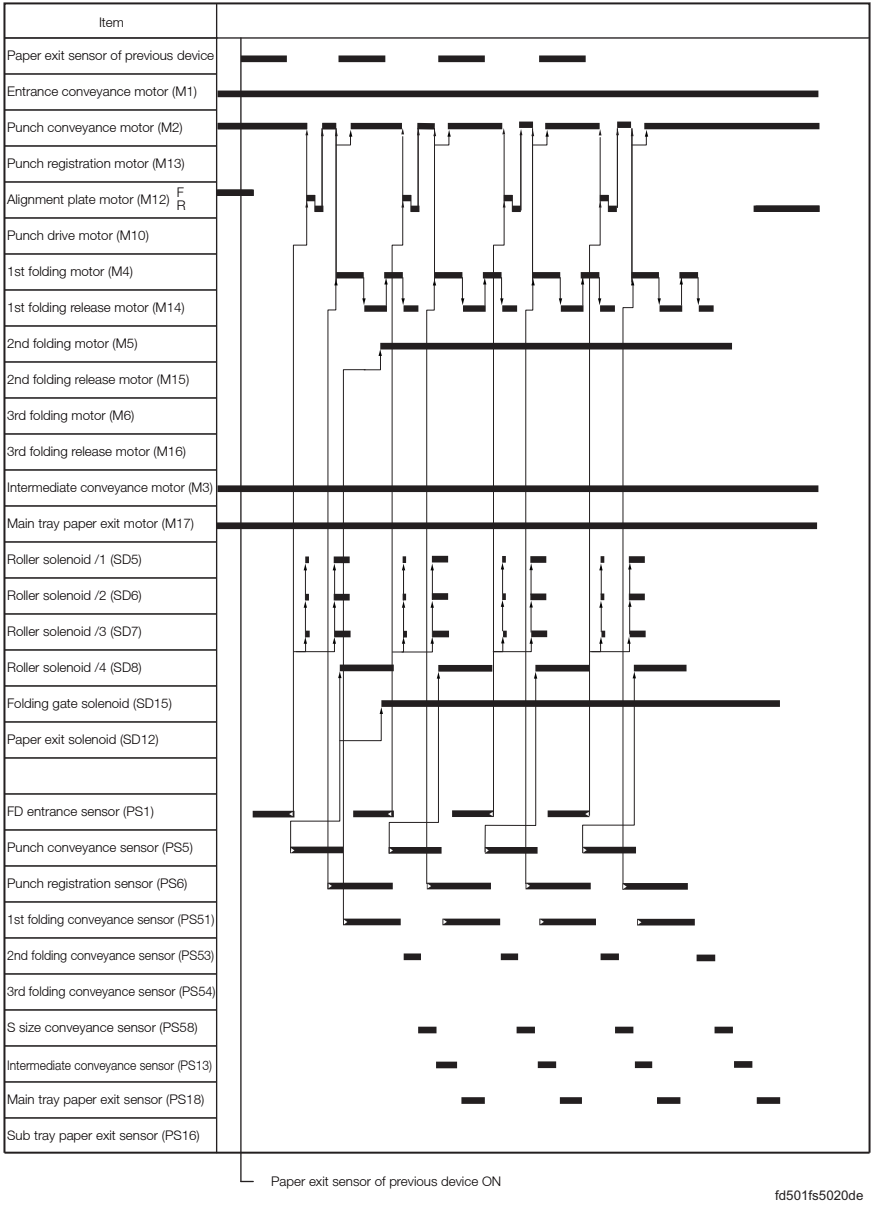 Item
Paper exit sensor of previous device
Entrance conveyance motor (M1)
Punch conveyance motor (M2)
Punch registration motor (M13)
Alignment plate motor (M12) F
R
Punch drive motor (M10)
1st folding motor (M4)
1st folding release motor (M14)
2nd folding motor (M5)
2nd folding release motor (M15)
3rd folding motor (M6)
3rd folding release motor (M16)
Intermediate conveyance motor (M3)
Main tray paper exit motor (M17)
Roller solenoid /1 (SD5)
Roller solenoid /2 (SD6)
Roller solenoid /3 (SD7)
Roller solenoid /4 (SD8)
Folding gate solenoid (SD15)
Paper exit solenoid (SD12)
FD entrance sensor (PS1)
Punch conveyance sensor (PS5)
Punch registration sensor (PS6)
1st folding conveyance sensor (PS51)
2nd folding conveyance sensor (PS53)
3rd folding conveyance sensor (PS54)
S size conveyance sensor (PS58)
Intermediate conveyance sensor (PS13)
Main tray paper exit sensor (PS18)
Sub tray paper exit sensor (PS16)
Paper exit sensor of previous device ON
fd501fs5020de